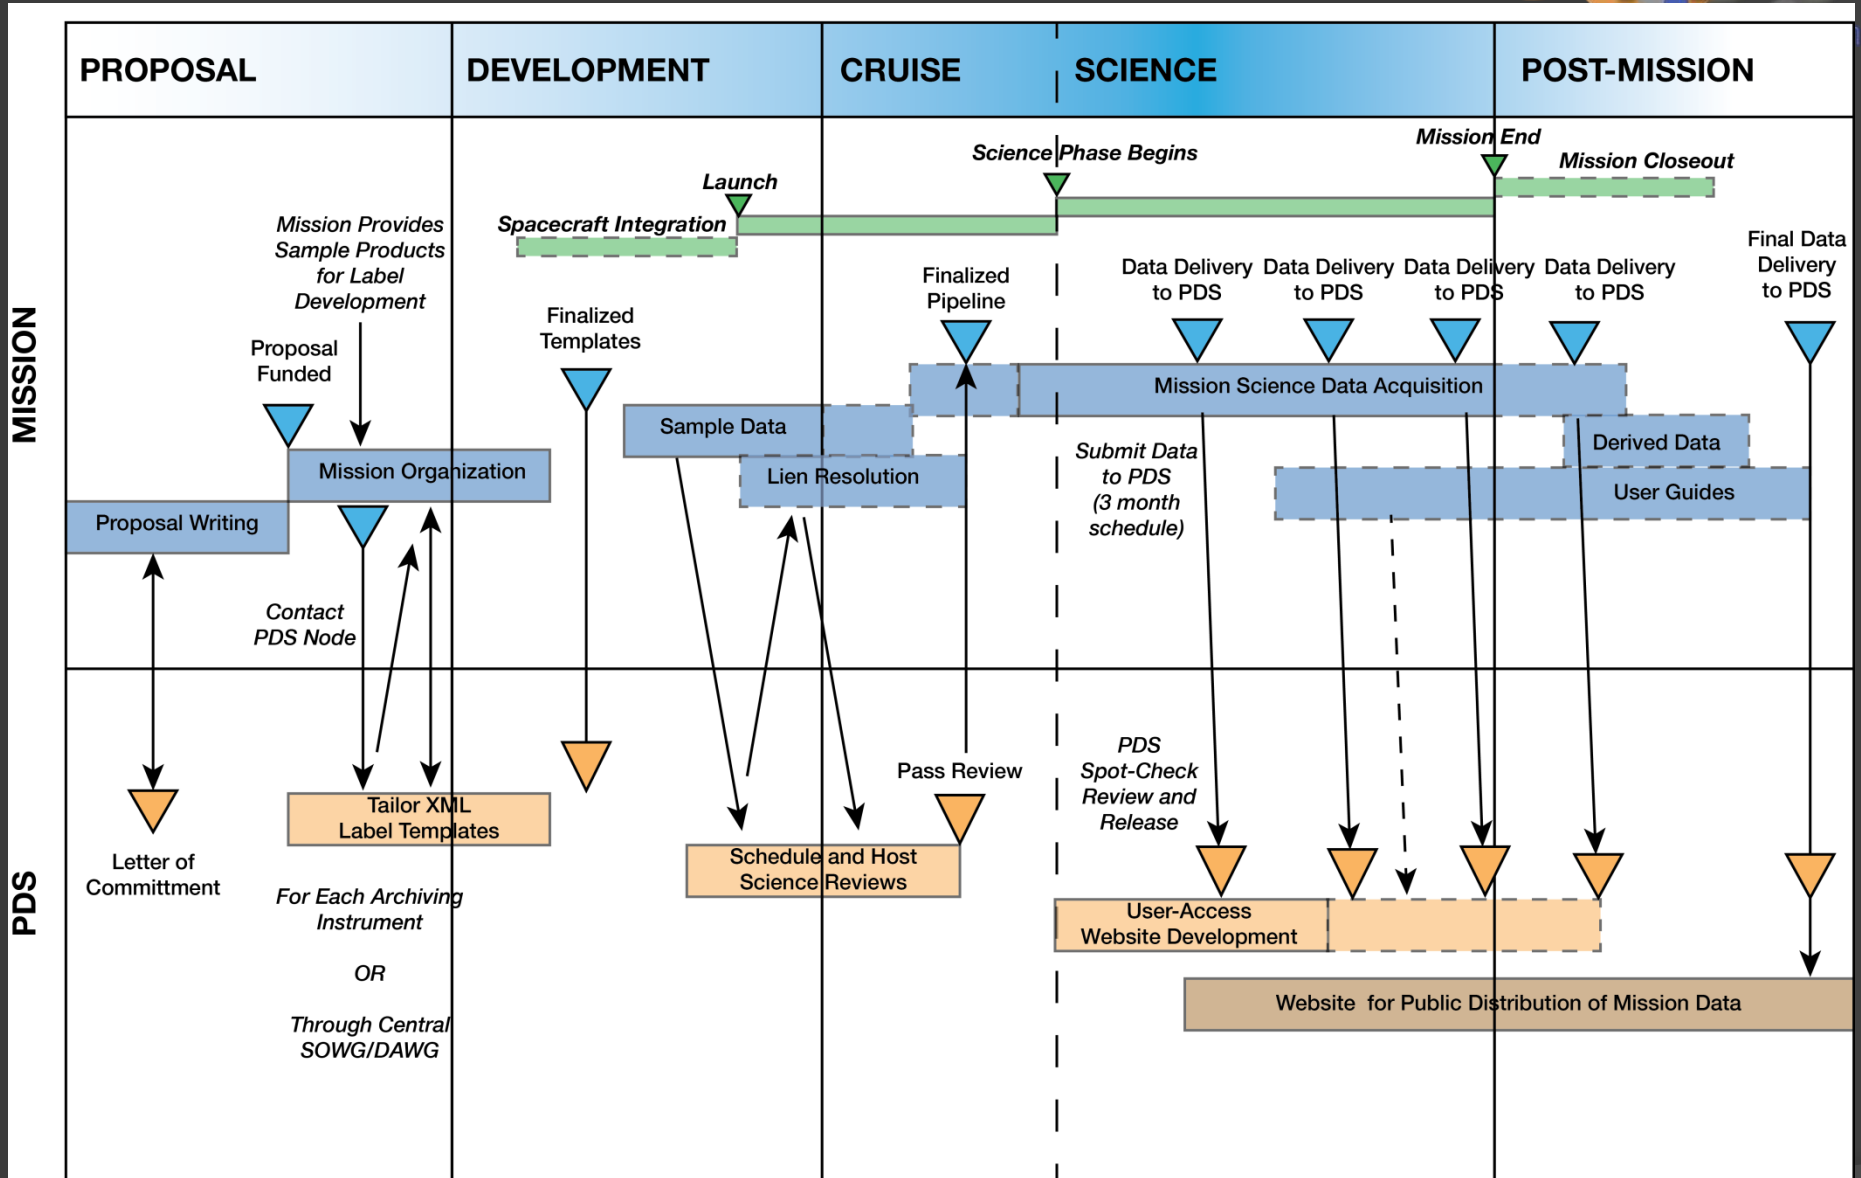 PROPOSAL
DEVELOPMENT
CRUISE
SCIENCE
POST-MISSION
MISSION
Mission Provides
Sample Products
for Label
Development
Proposal
Funded
Mission Organization
Proposal Writing
Contact
PDS Node
Launch
Spacecraft Integration
Science Phase Begins
Mission End
Mission Closeout
Finalized
Templates
Finalized
Pipeline
Data Delivery
to PDS
Data Delivery
to PDS
Data Delivery
to PDS
Data Delivery
to PDS
Final Data
Delivery
to PDS
Mission Science Data Acquisition
Sample Data
Lien Resolution
Submit Data
to PDS
(3 month
schedule)
Derived Data
User Guides
PDS
Letter of
Committment
Tailor XML
Label Templates
For Each Archiving
Instrument
OR
Through Central
SOWG/DAWG
Pass Review
Schedule and Host
Science Reviews
PDS
Spot-Check
Review and
Release
User-Access
Website Development
Website for Public Distribution of Mission Data